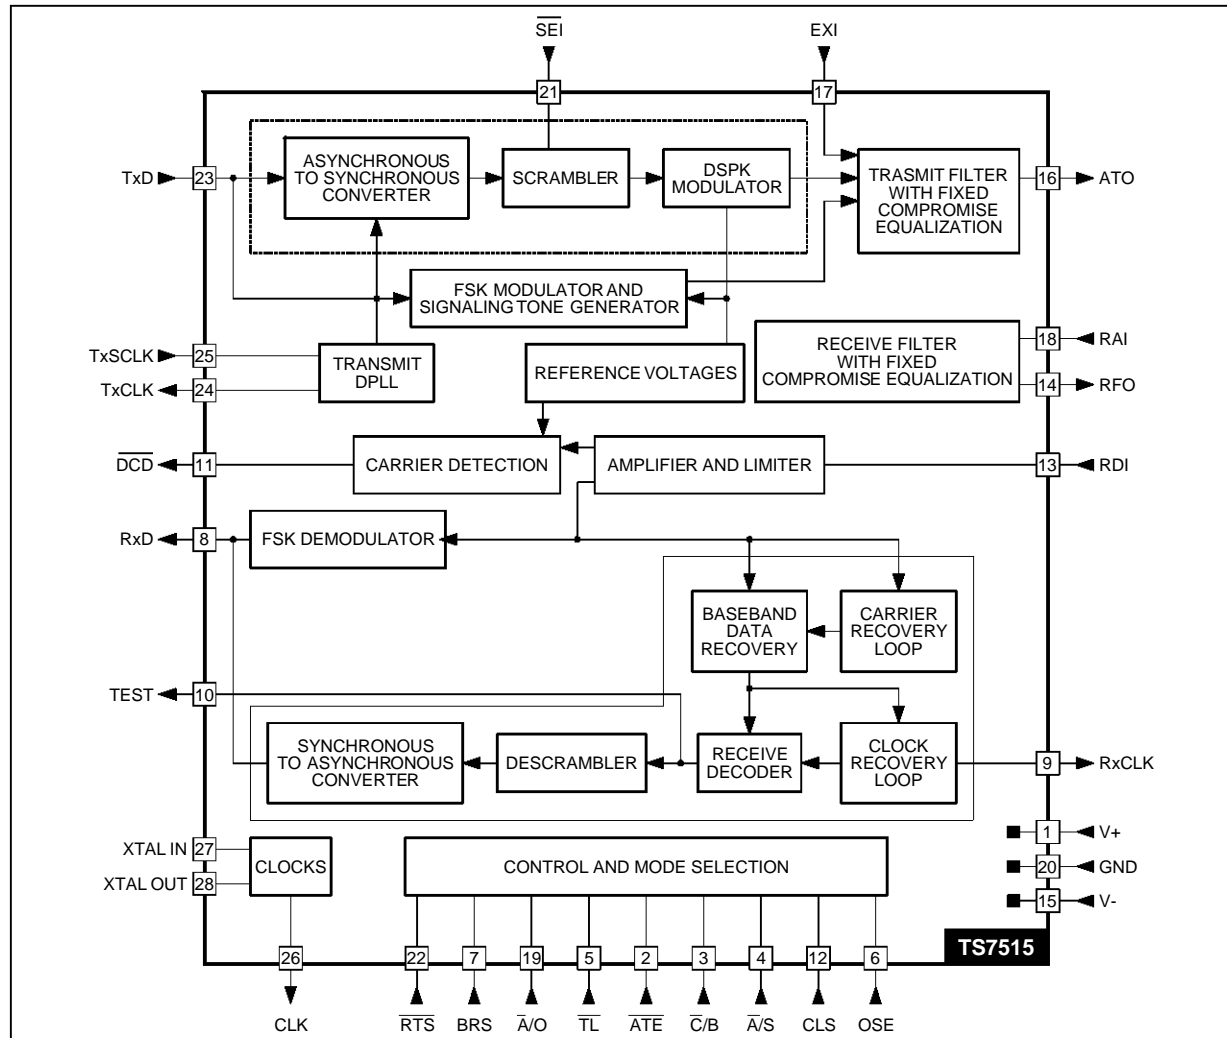 SEI
EXI
21
17
TxD
23
ASYNCHRONOUS
TO SYNCHRONOUS
CONVERTER
SCRAMBLER
DSPK
MODULATOR
TRASMIT FILTER
WITH FIXED
COMPROMISE
EQUALIZATION
16
ATO
FSK MODULATOR AND
SIGNALING TONE GENERATOR
TxSCLK
25
TxCLK
24
TRANSMIT
DPLL
REFERENCE VOLTAGES
RECEIVE FILTER
WITH FIXED
COMPROMISE EQUALIZATION
18
RAI
14
RFO
DCD
11
CARRIER DETECTION
AMPLIFIER AND LIMITER
13
RDI
RxD
8
FSK DEMODULATOR
BASEBAND
DATA
RECOVERY
CARRIER
RECOVERY
LOOP
TEST
10
SYNCHRONOUS
TO ASYNCHRONOUS
CONVERTER
DESCRAMBLER
RECEIVE
DECODER
CLOCK
RECOVERY
LOOP
9
RxCLK
XTAL IN
27
XTAL OUT
28
CLOCKS
CONTROL AND MODE SELECTION
1
V+
20
GND
15
V-
TS7515
26
22
7
19
5
2
3
4
12
6
CLK
RTS
BRS
A/O
TL
ATE
C/B
A/S
CLS
OSE